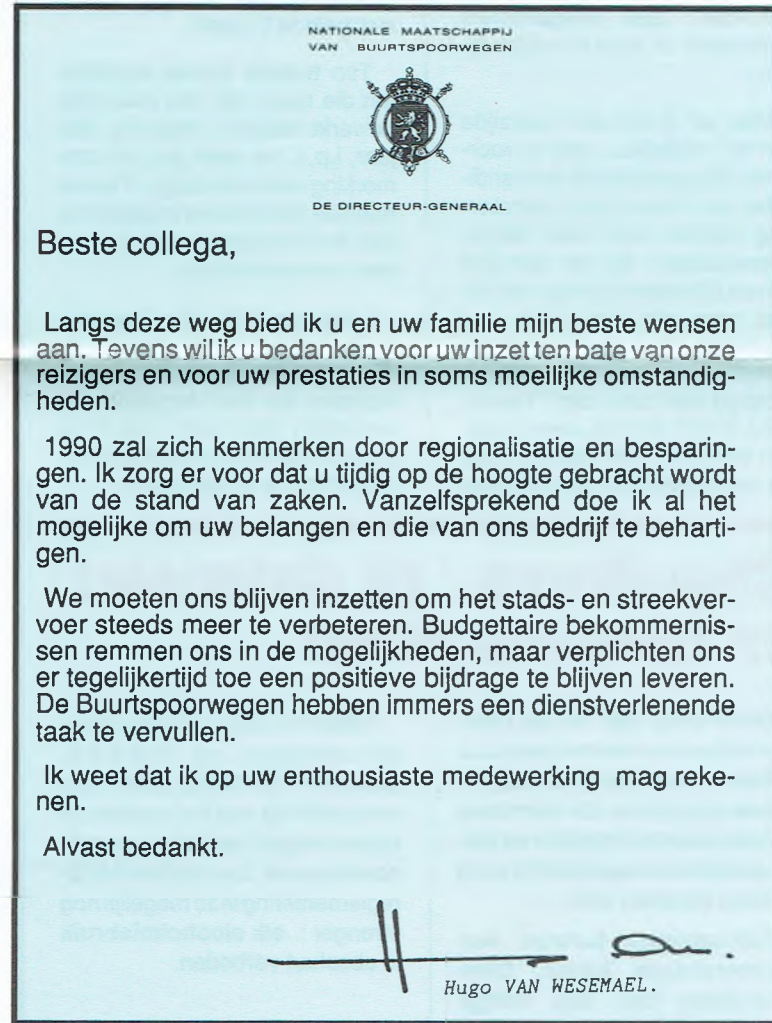 NATIONALE MAATSCHAPPIJ
VAN BUURTSPOORWEGEN
DE DIRECTEUR-GENERAAL
Beste collega,
Langs deze weg bied ik u en uw familie mijn beste wensen
aan. Tevens wil ik u bedanken voor uw inzet ten bate van onze
reizigers en voor uw prestaties in soms moeilijke omstandig-
heden.
1990 zal zich kenmerken door regionalisatie en besparin-
gen. Ik zorg er voor dat u tijdig op de hoogte gebracht wordt
van de stand van zaken. Vanzelfsprekend doe ik al het
mogelijke om uw belangen en die van ons bedrijf te beharti-
gen.
We moeten ons blijven inzetten om het stads- en streekver-
voer steeds meer te verbeteren. Budgettaire bekommernis-
sen remmen ons in de mogelijkheden, maar verplichten ons
er tegelijkertijd toe een positieve bijdrage te blijven leveren.
De Buurtspoorwegen hebben immers een dienstverlenende
taak te vervullen.
Ik weet dat ik op uw enthousiaste medewerking mag reke-
nen.
Alvast bedankt.
Hugo VAN WESEMAEL.